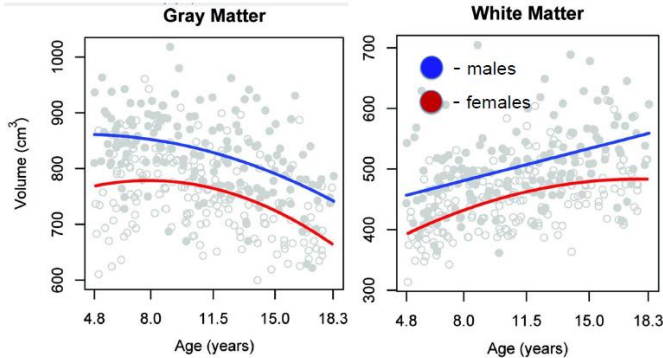 Gray Matter
1000
900
800
700
600
Volume (cm³)
4.8 8.0 11.5 15.0 18.3
Age (years)
White Matter
- males
- females
700
600
500
400
300
4.8 8.0 11.5 15.0 18.3
Age (years)